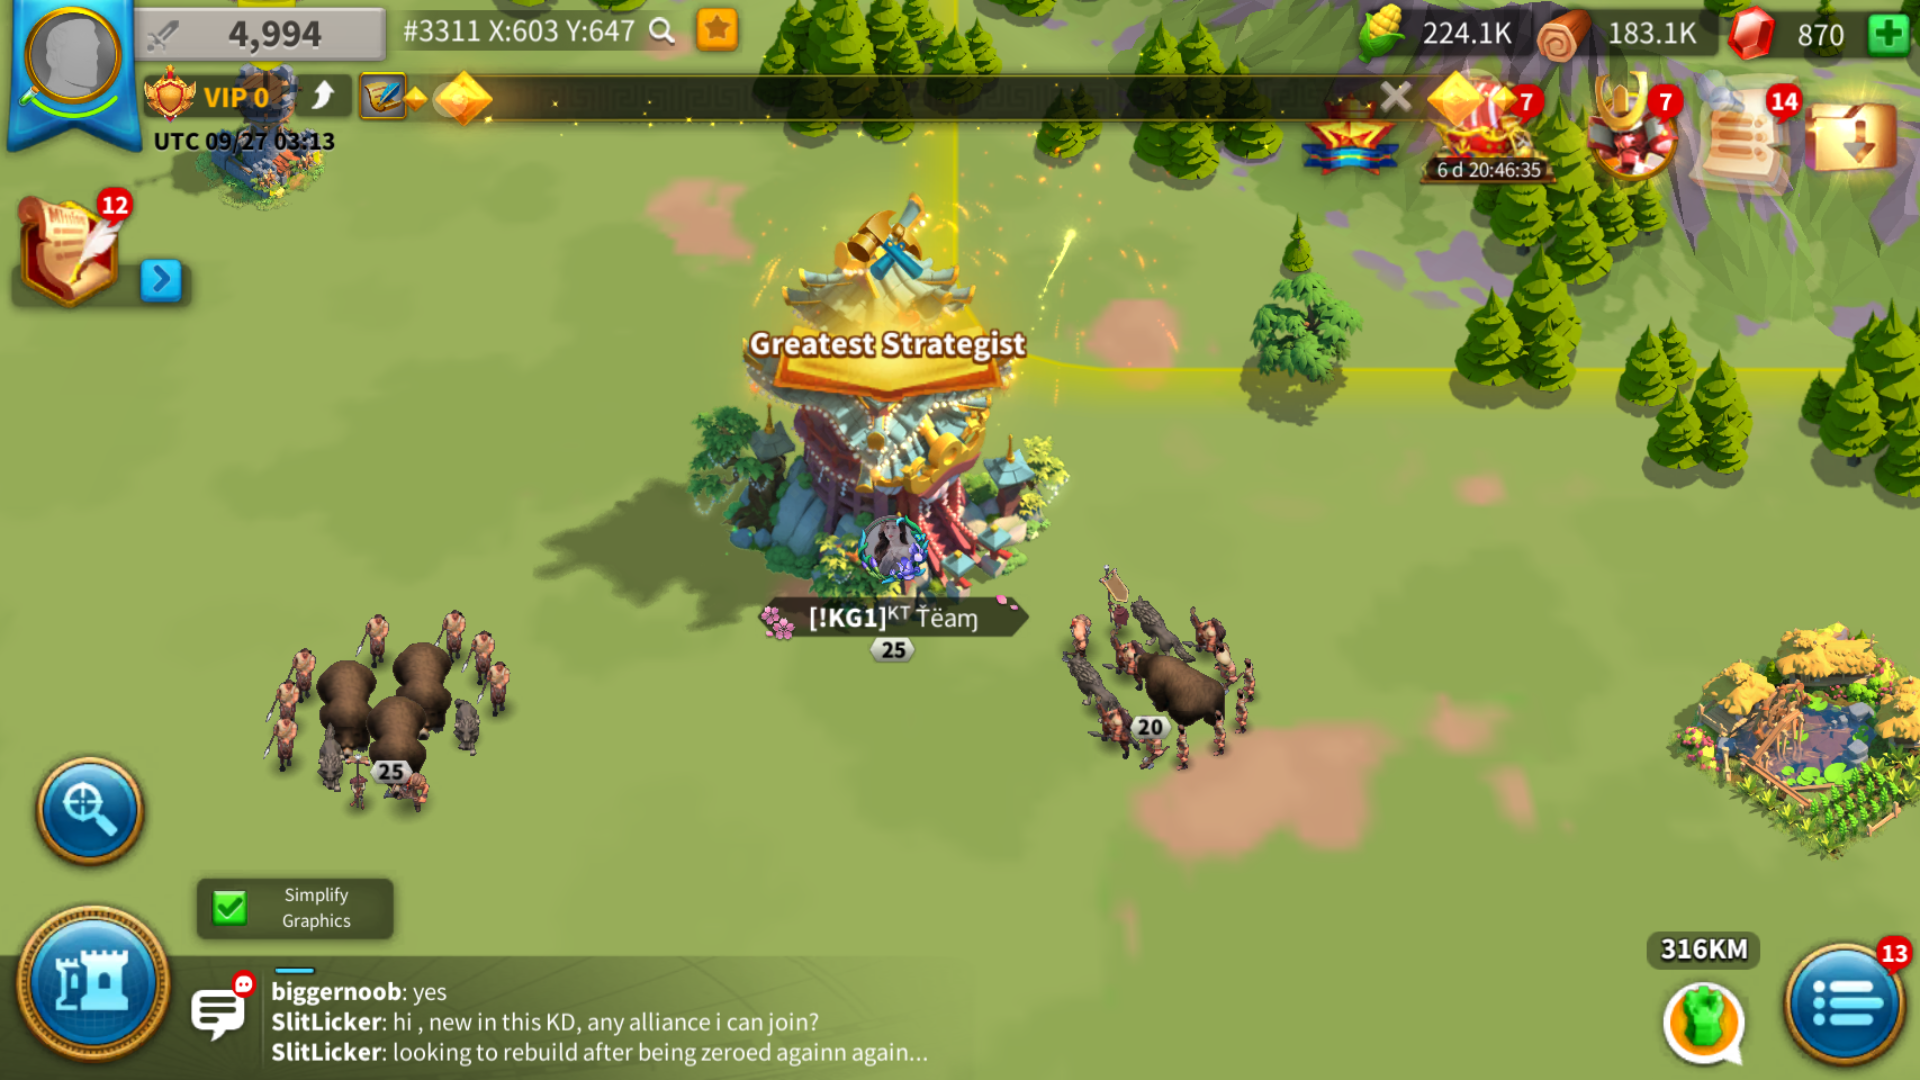 4,994
#3311 X:603 Y:647
224.1K
183.1K
870
VIP 0
UTC 09/27 03:13
7
7
14
6 d 20:46:35
Mission
12
Greatest Strategist
[!KG1]ᴷᵀ Ťëaɱ
25
20
25
Simplify
Graphics
316KM
13
biggernoob: yes
SlitLicker: hi , new in this KD, any alliance i can join?
SlitLicker: looking to rebuild after being zeroed againn again...